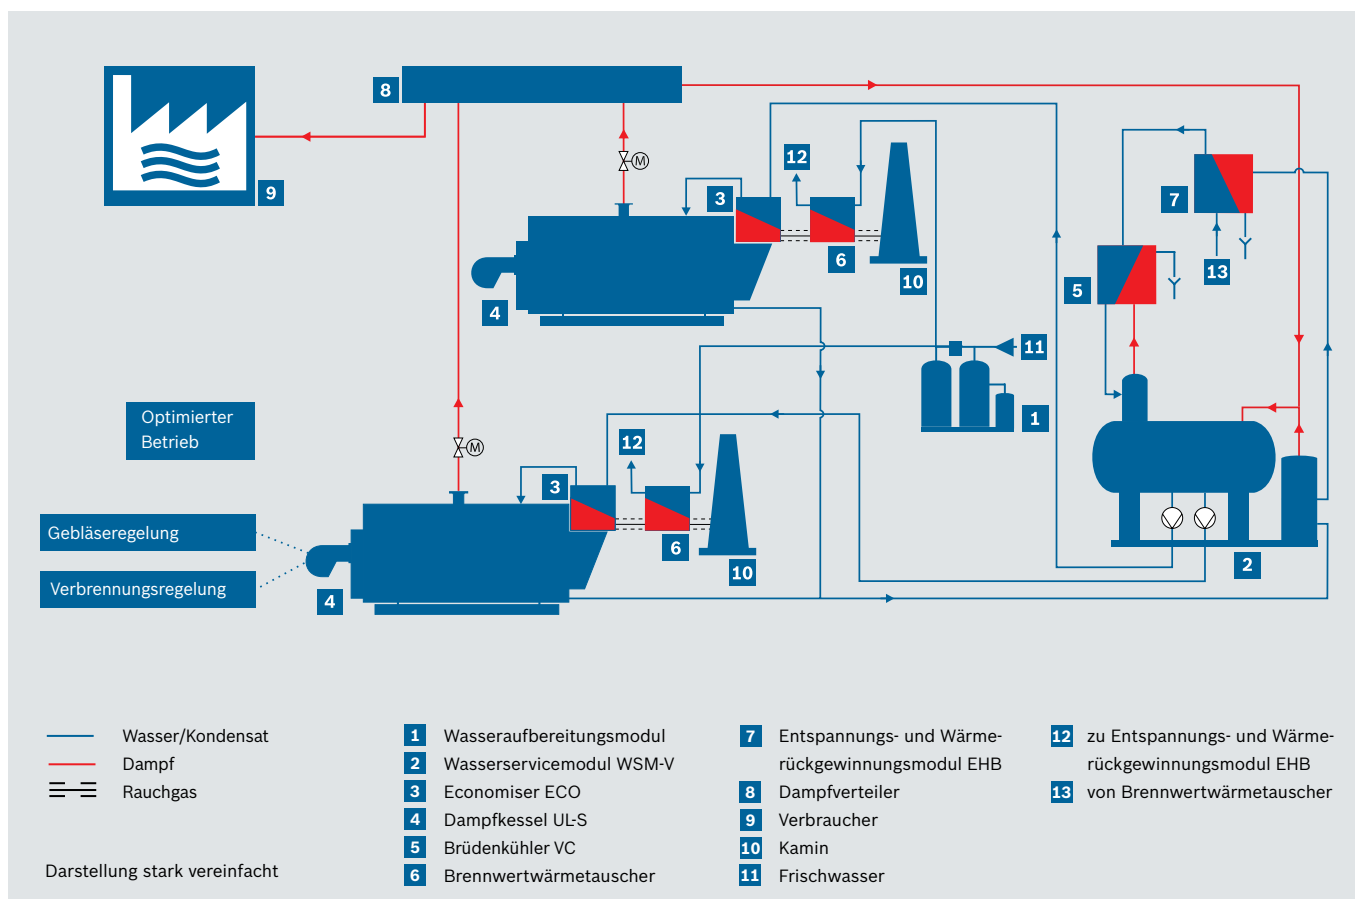 8
9
M
3
12
6
10
4
7
13
5
11
1
Optimierter
Betrieb
M
3
12
6
10
2
Gebläseregelung
Verbrennungsregelung
4
Wasser/Kondensat
Dampf
Rauchgas
Darstellung stark vereinfacht
1 Wasseraufbereitungsmodul
2 Wasserservicemodul WSM-V
3 Economiser ECO
4 Dampfkessel UL-S
5 Brüdenkühler VC
6 Brennwertwärmetauscher
7 Entspannungs- und Wärme-
rückgewinnungsmodul EHB
8 Dampfverteiler
9 Verbraucher
10 Kamin
11 Frischwasser
12 zu Entspannungs- und Wärme-
rückgewinnungsmodul EHB
13 von Brennwertwärmetauscher